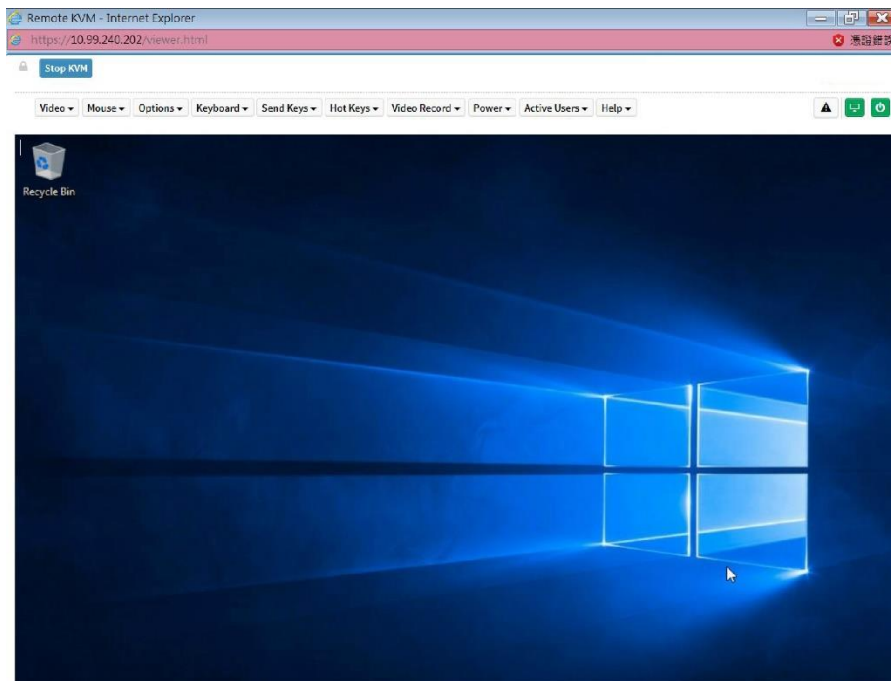 Remote KVM - Internet Explorer
https://10.99.240.202/viewer.html
憑證錯誤
Stop KVM
Video Mouse Options Keyboard Send Keys Hot Keys Video Record Power Active Users Help
Recycle Bin